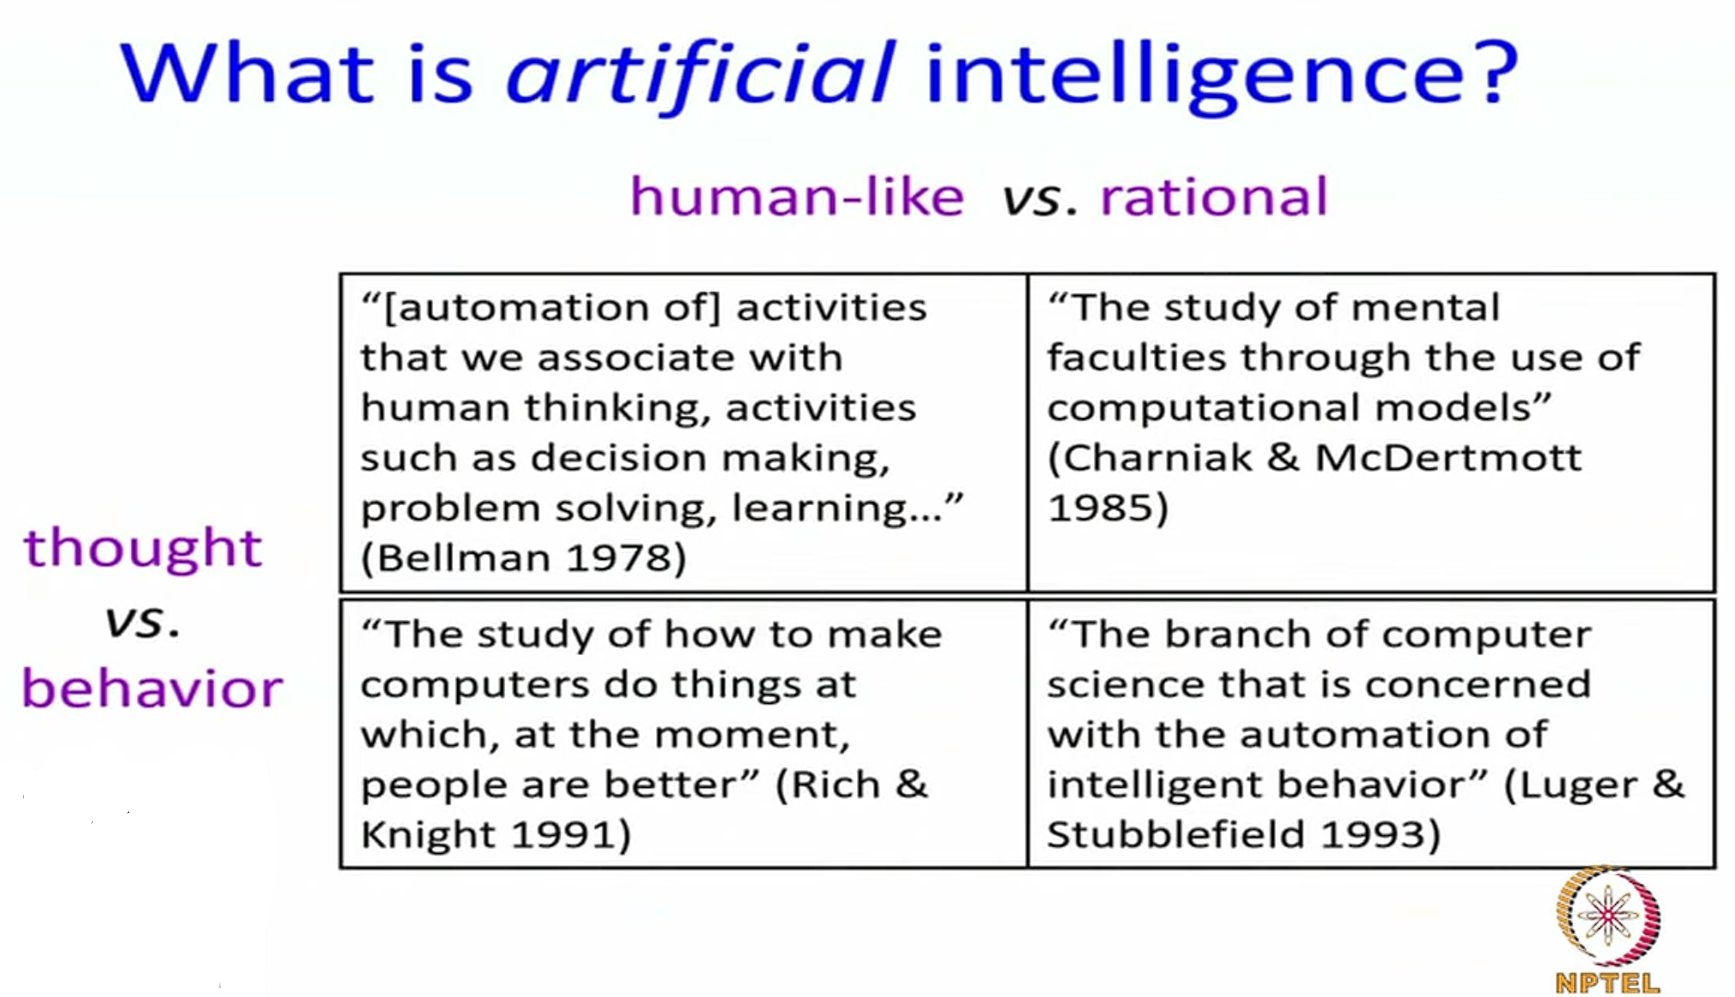 What is artificial intelligence?
human-like vs. rational
“[automation of] activities
that we associate with
human thinking, activities
such as decision making,
problem solving, learning...”
(Bellman 1978)
“The study of mental
faculties through the use of
computational models”
(Charniak & McDertmott
1985)
thought
vs.
behavior
“The study of how to make
computers do things at
which, at the moment,
people are better” (Rich &
Knight 1991)
“The branch of computer
science that is concerned
with the automation of
intelligent behavior” (Luger &
Stubblefield 1993)
NPTEL